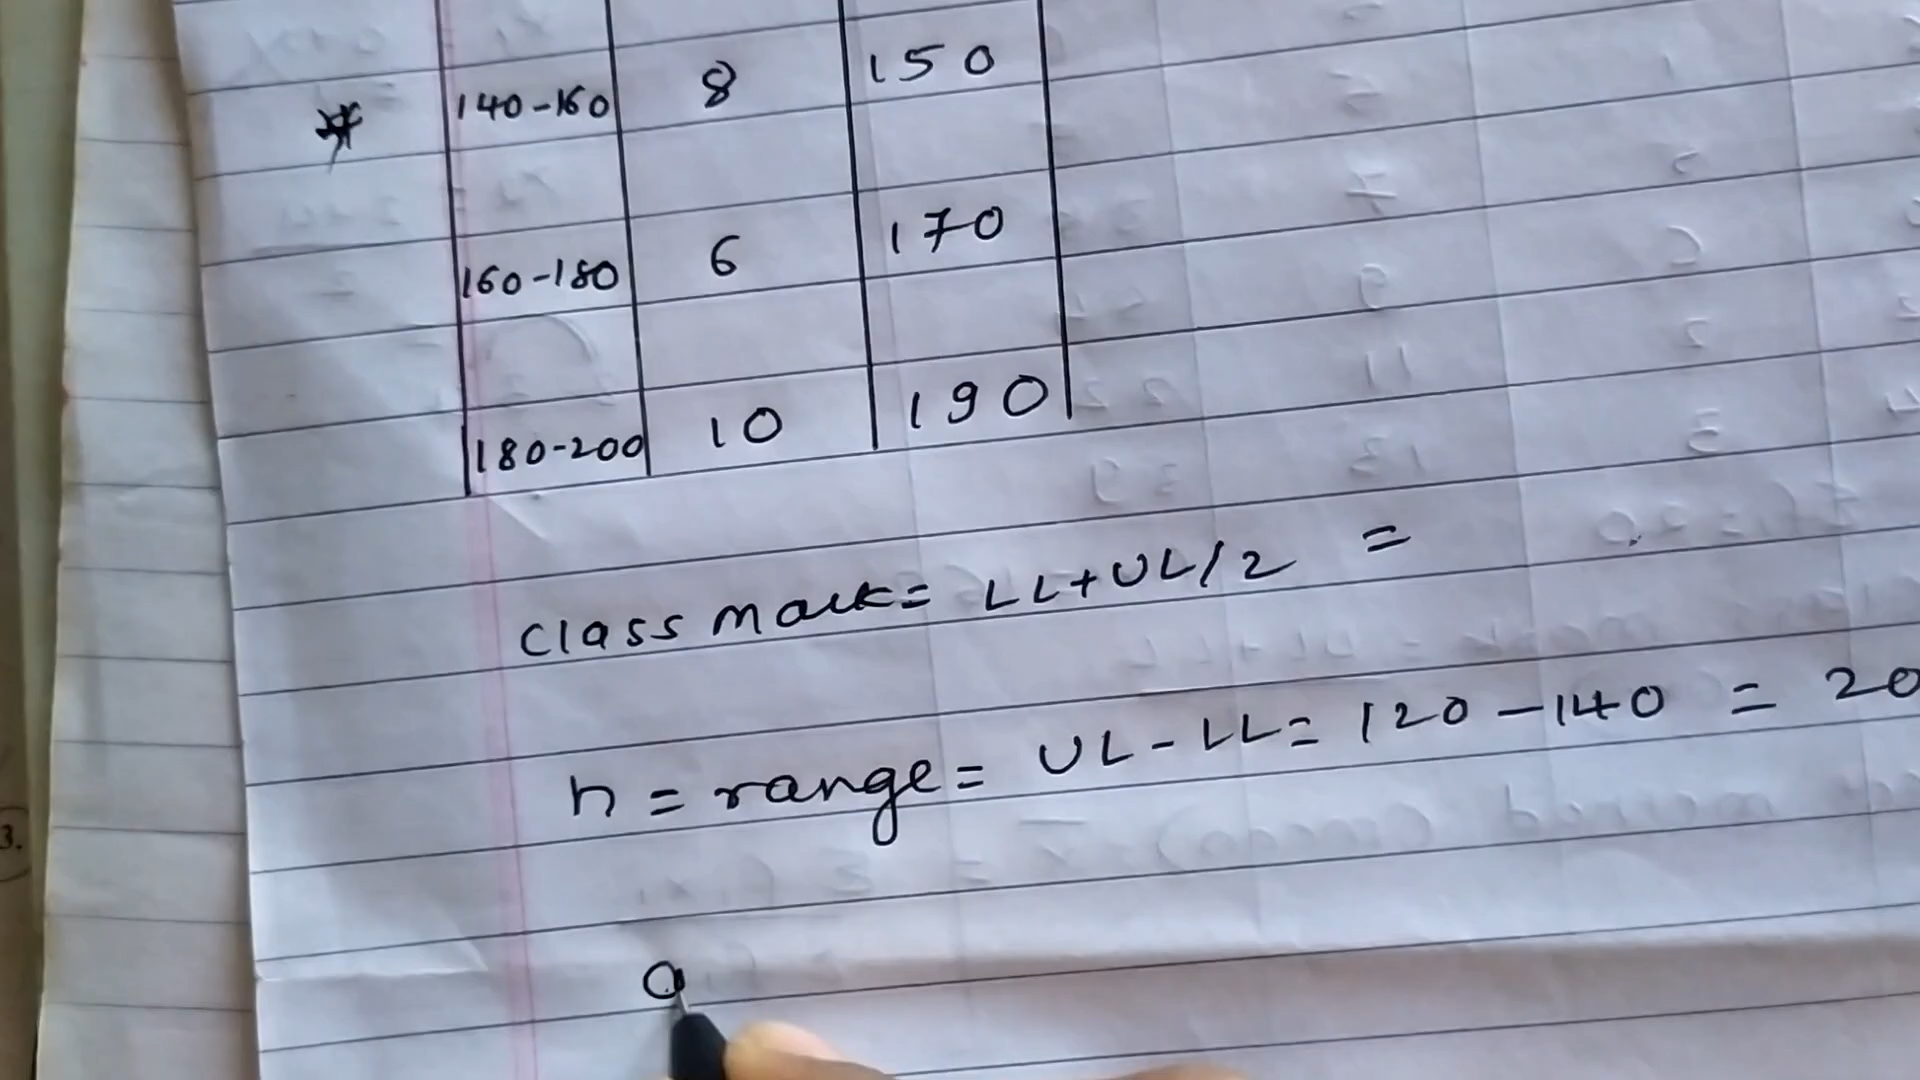 140-160 8 150
160-180 6 170
180-200 10 190
class mark = LL+UL/2 =
h = range = UL-LL = 120-140 = 20
a
3.